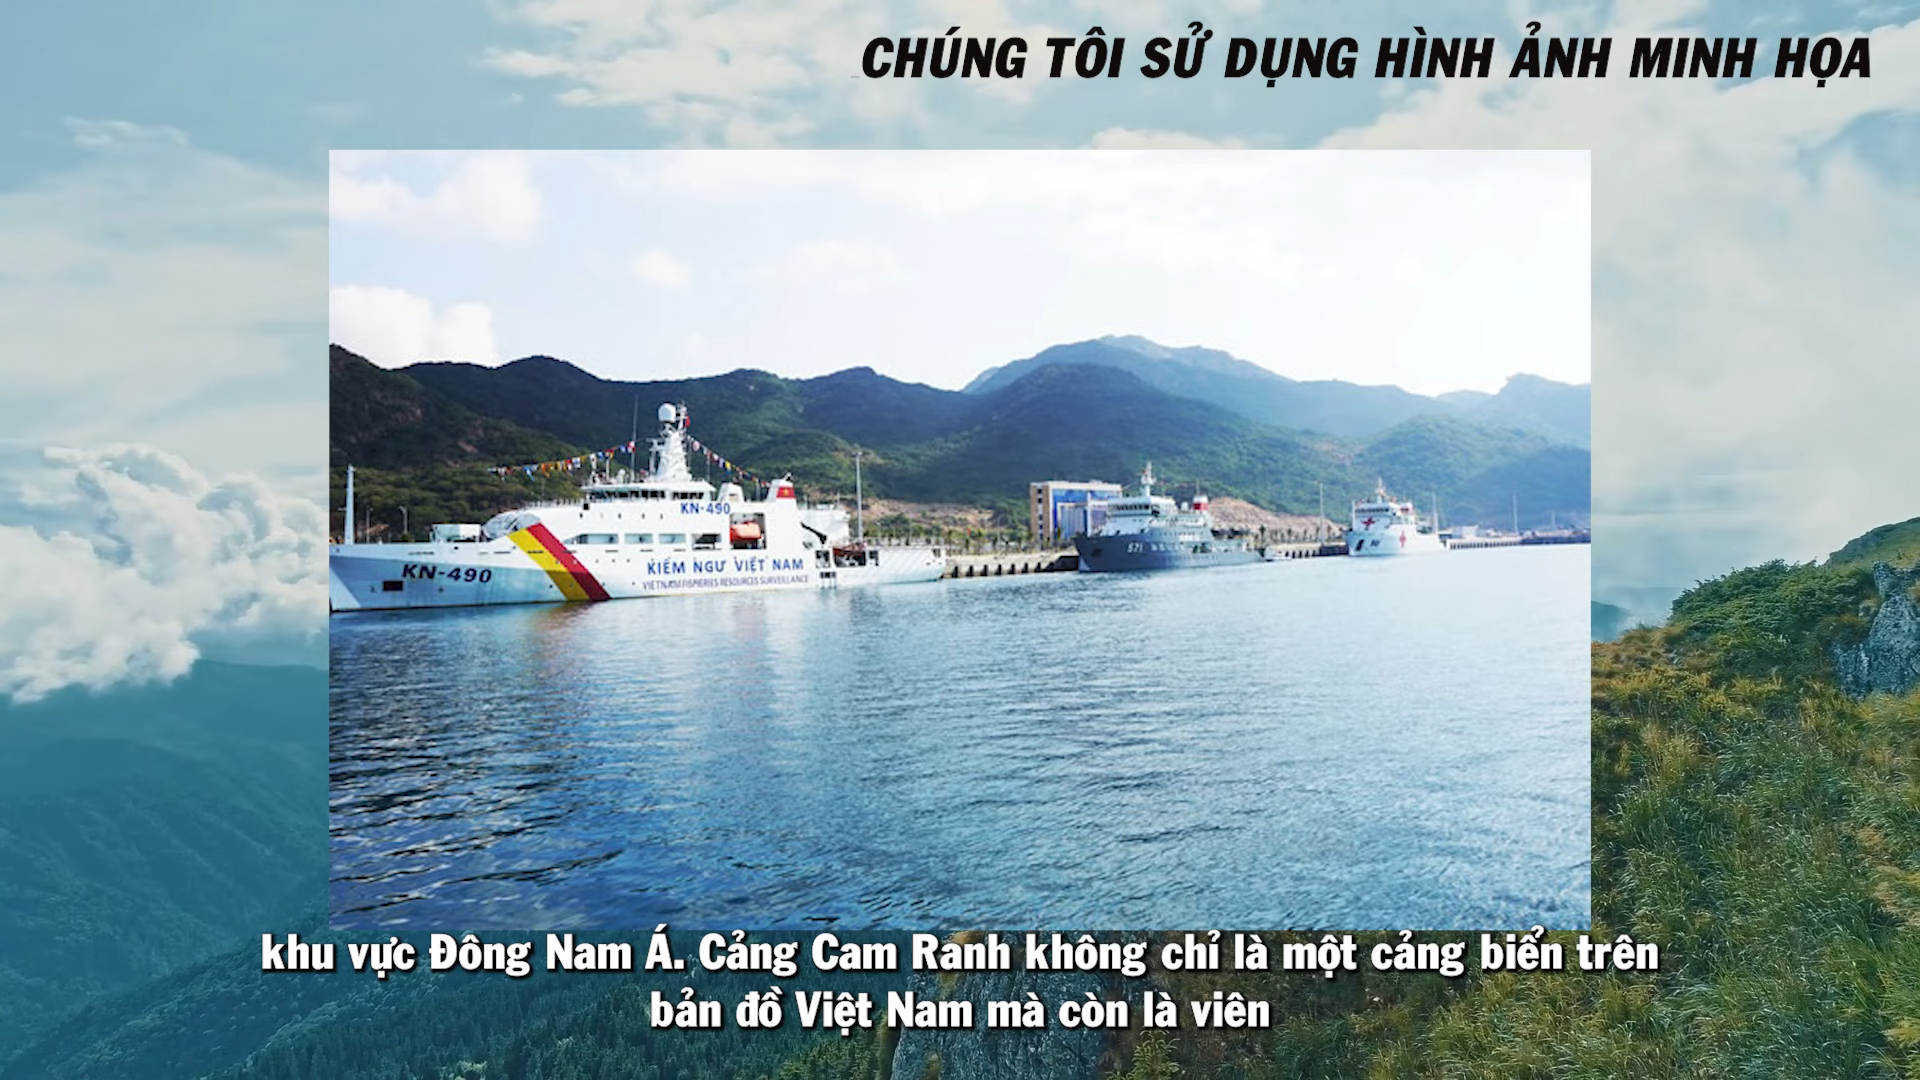 CHÚNG TÔI SỬ DỤNG HÌNH ẢNH MINH HỌA
KN-490
KIỂM NGƯ VIỆT NAM
KN-490
VIETNAM FISHERIES RESOURCES SURVEILLANCE
571
khu vực Đông Nam Á. Cảng Cam Ranh không chỉ là một cảng biển trên
bản đồ Việt Nam mà còn là viên